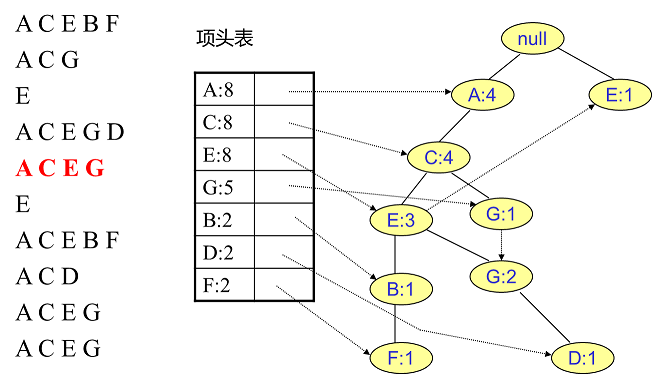 A C E B F
A C G
E
A C E G D
A C E G
E
A C E B F
A C D
A C E G
A C E G
项头表
A:8
C:8
E:8
G:5
B:2
D:2
F:2
null
A:4
E:1
C:4
E:3
G:1
B:1
G:2
F:1
D:1